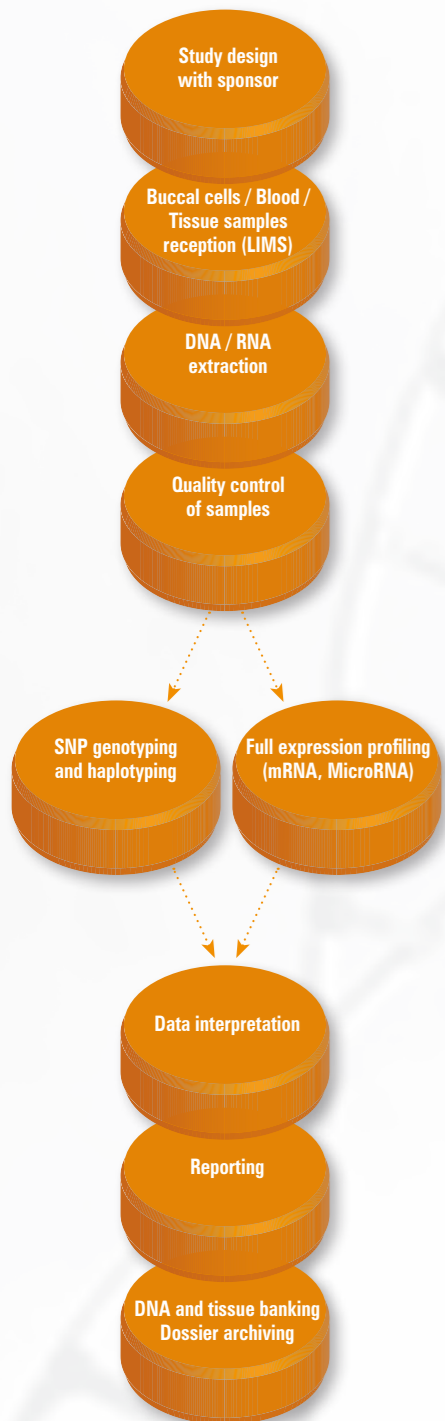 Study design
with sponsor
Buccal cells / Blood /
Tissue samples
reception (LIMS)
DNA / RNA
extraction
Quality control
of samples
SNP genotyping
and haplotyping
Full expression profiling
(mRNA, MicroRNA)
Data interpretation
Reporting
DNA and tissue banking
Dossier archiving